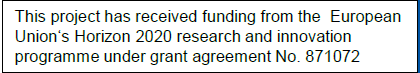 This project has received funding from the  European
Union‘s Horizon 2020 research and innovation
programme under grant agreement No. 871072